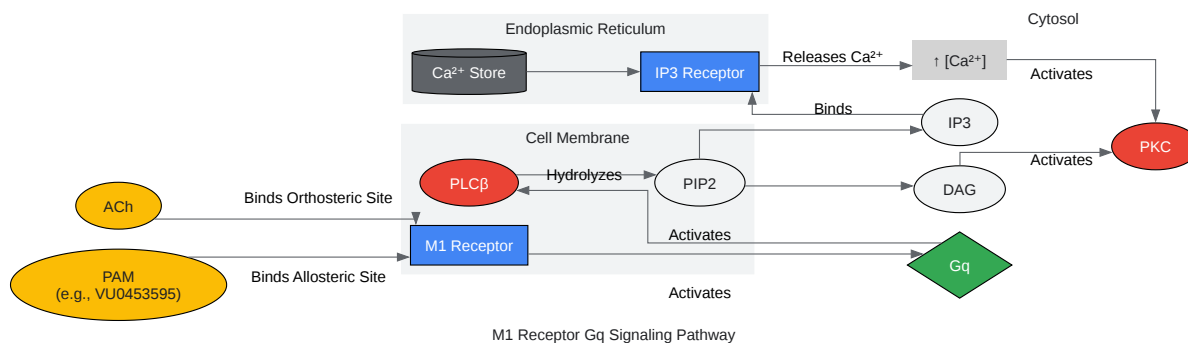 Endoplasmic Reticulum
Cytosol
Ca²⁺ Store
IP3 Receptor
Releases Ca²⁺
↑ [Ca²⁺]
Activates
Binds
IP3
Cell Membrane
PKC
PLCβ
Hydrolyzes
PIP2
DAG
Activates
ACh
Binds Orthosteric Site
M1 Receptor
Activates
Gq
PAM
(e.g., VU0453595)
Binds Allosteric Site
Activates
M1 Receptor Gq Signaling Pathway